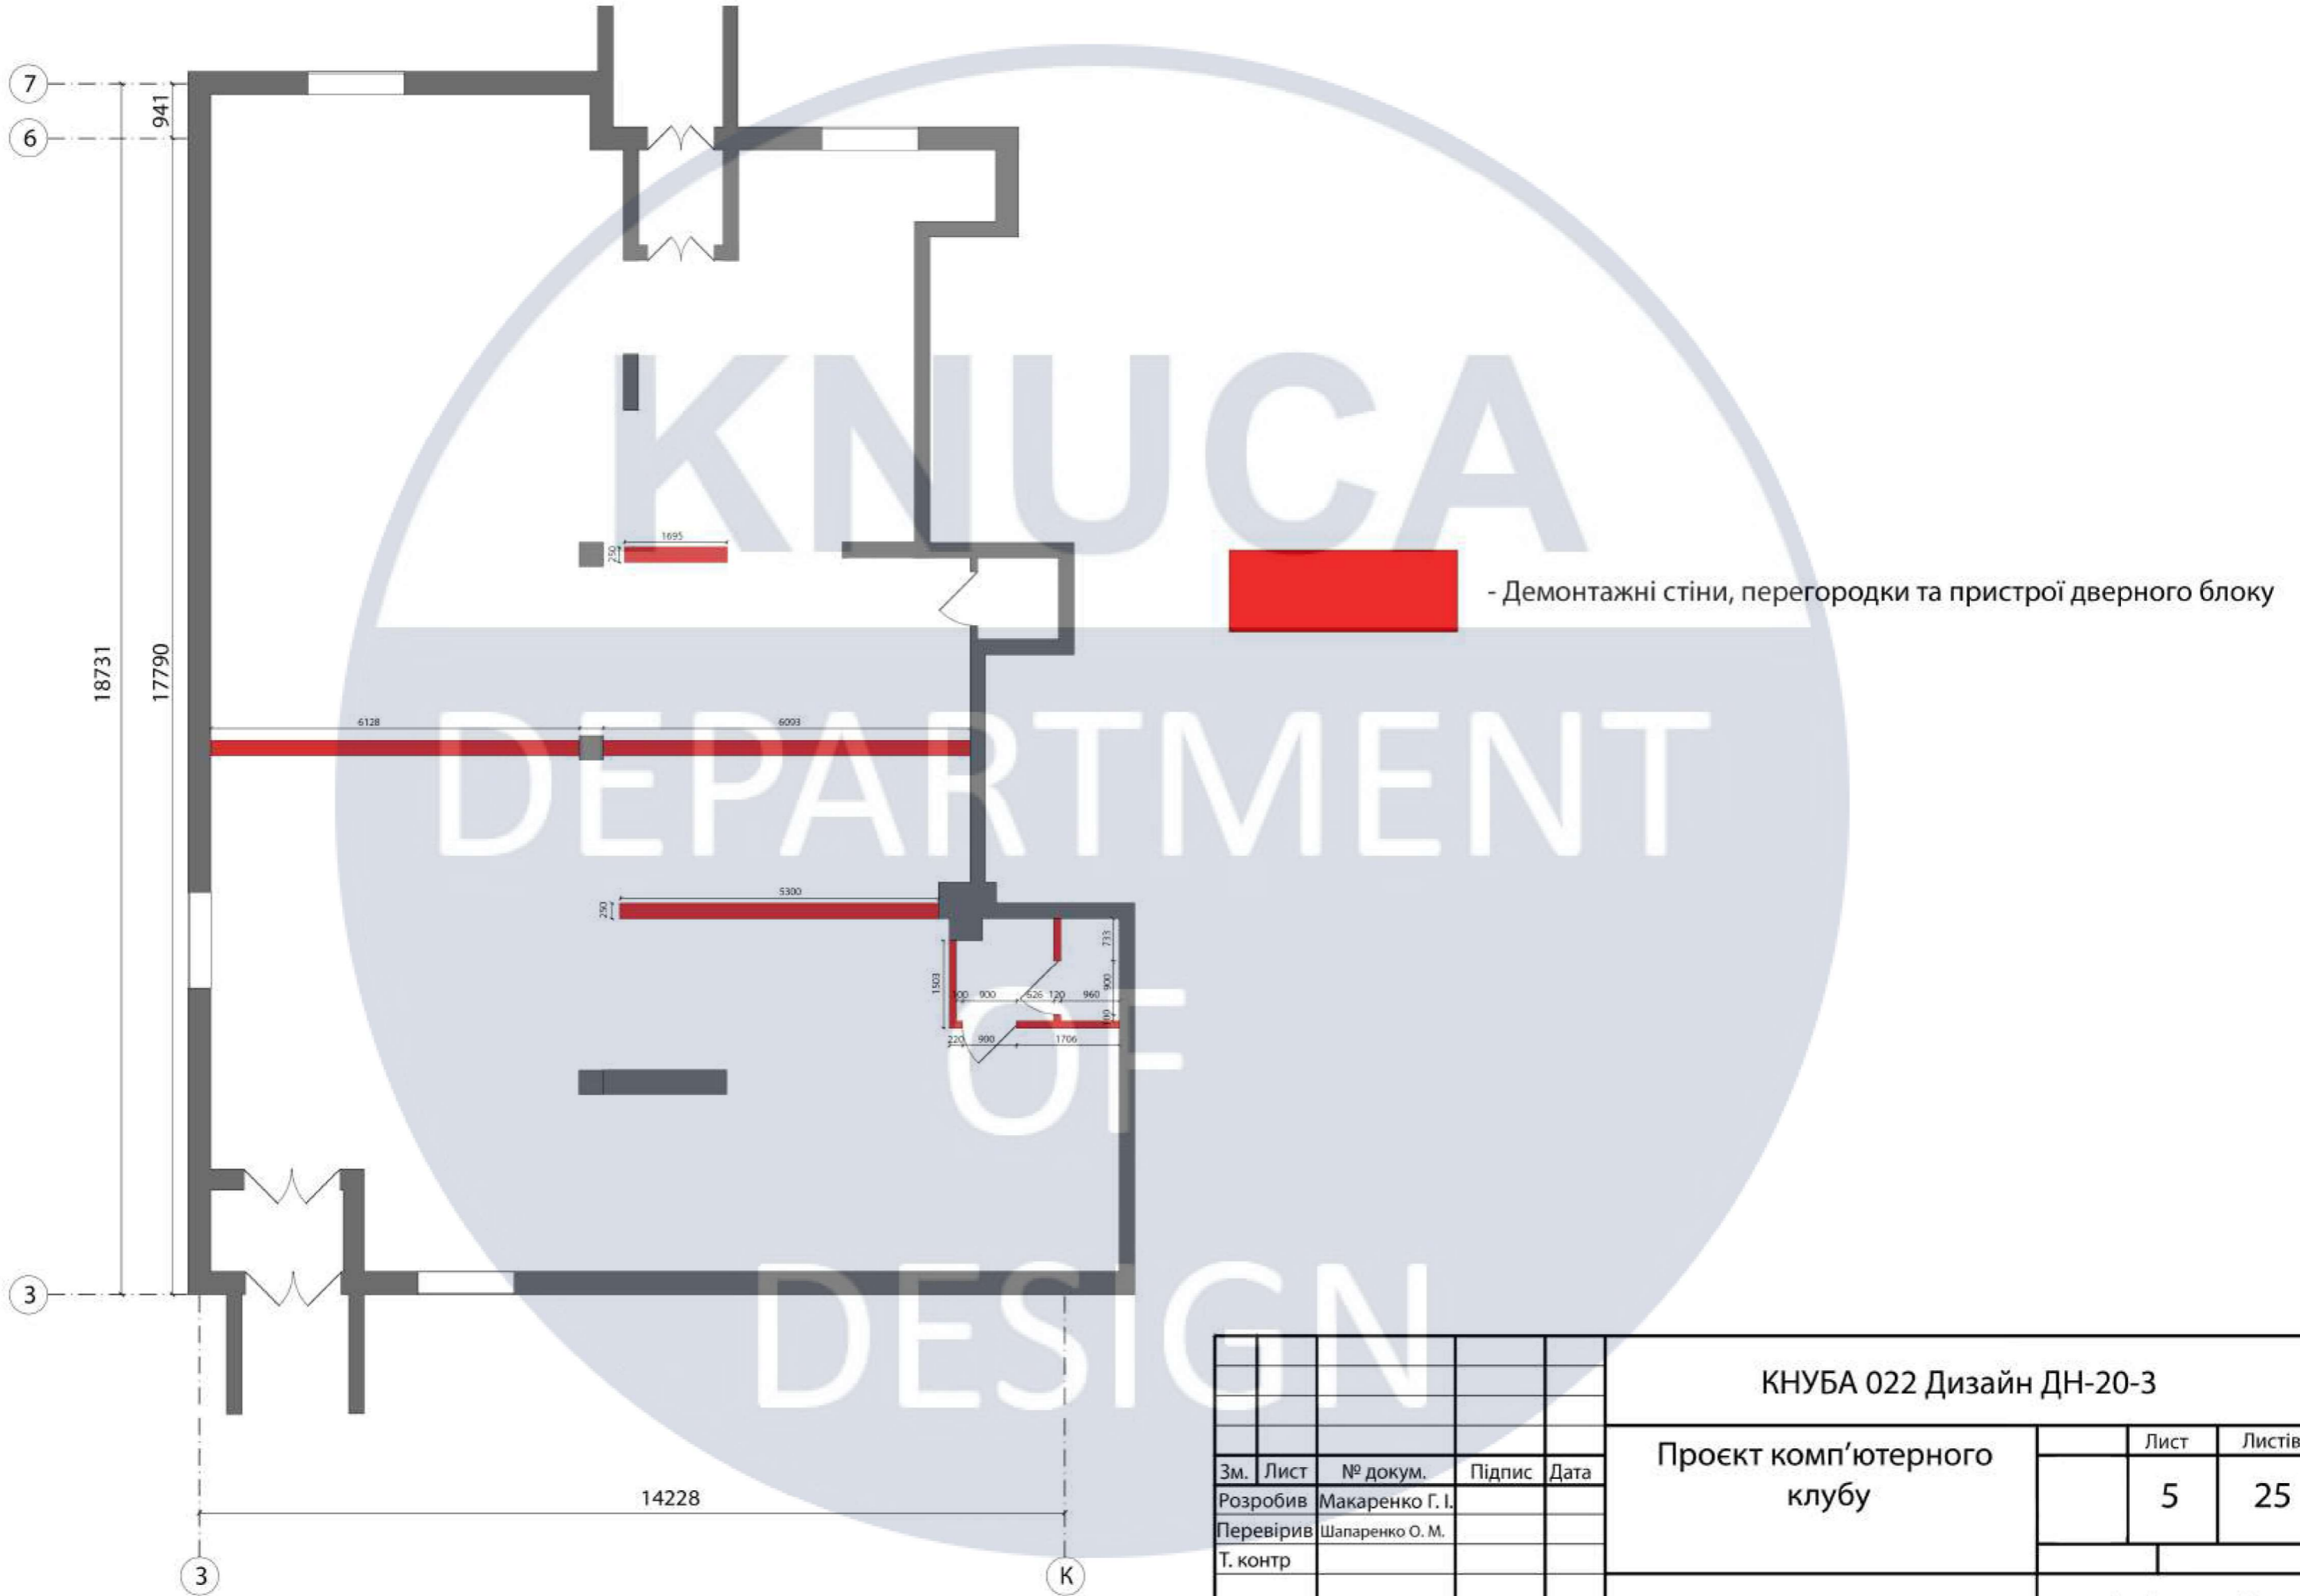 7
941
6
KNUCA
1695
250
- Демонтажні стіни, перегородки та пристрої дверного блоку
18731
17790
6128
6093
DEPARTMENT
5300
250
733
1503
900
100 900 626 120 960
100
OF
220 900 1706
DESIGN
3
14228
З
К
КНУБА 022 Дизайн ДН-20-3
Проєкт комп'ютерного
клубу
Лист Листів
5 25
Зм. Лист № докум. Підпис Дата
Розробив Макаренко Г. І.
Перевірив Шапаренко О. М.
Т. контр